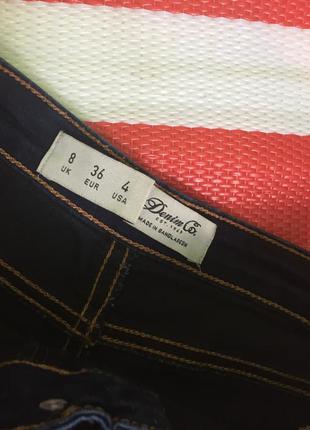 8 36 4
UK EUR USA
Denim Co.
EST 1969
MADE IN BANGLADESH